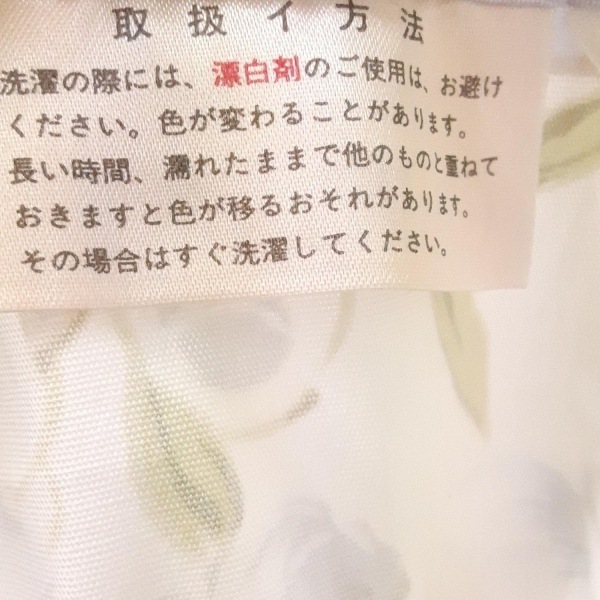 取扱イ方法
洗濯の際には、漂白剤のご使用は、お避け
ください。色が変わることがあります。
長い時間、濡れたままで他のものと重ねて
おきますと色が移るおそれがあります。
その場合はすぐ洗濯してください。